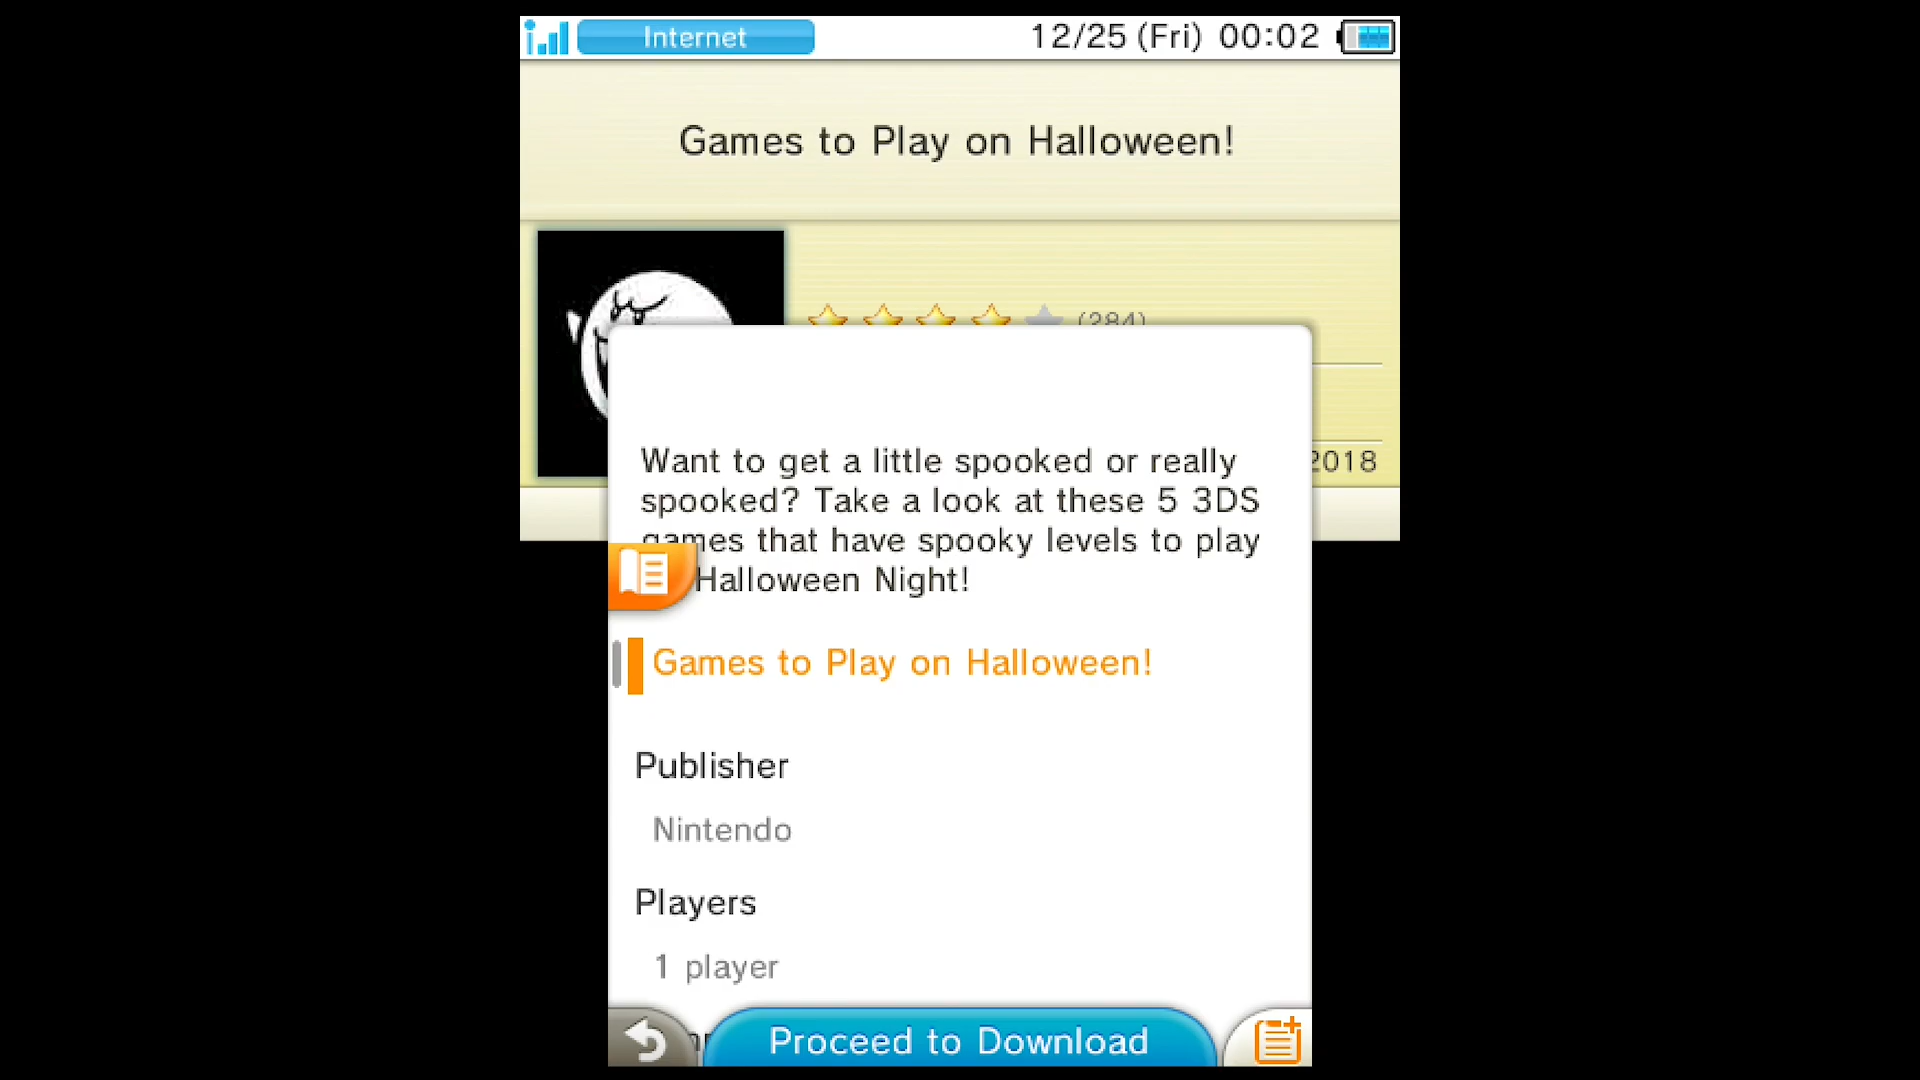 Internet 12/25 (Fri) 00:02
Games to Play on Halloween!
(284)
2018
Want to get a little spooked or really
spooked? Take a look at these 5 3DS
games that have spooky levels to play
Halloween Night!
Games to Play on Halloween!
Publisher
Nintendo
Players
1 player
Proceed to Download